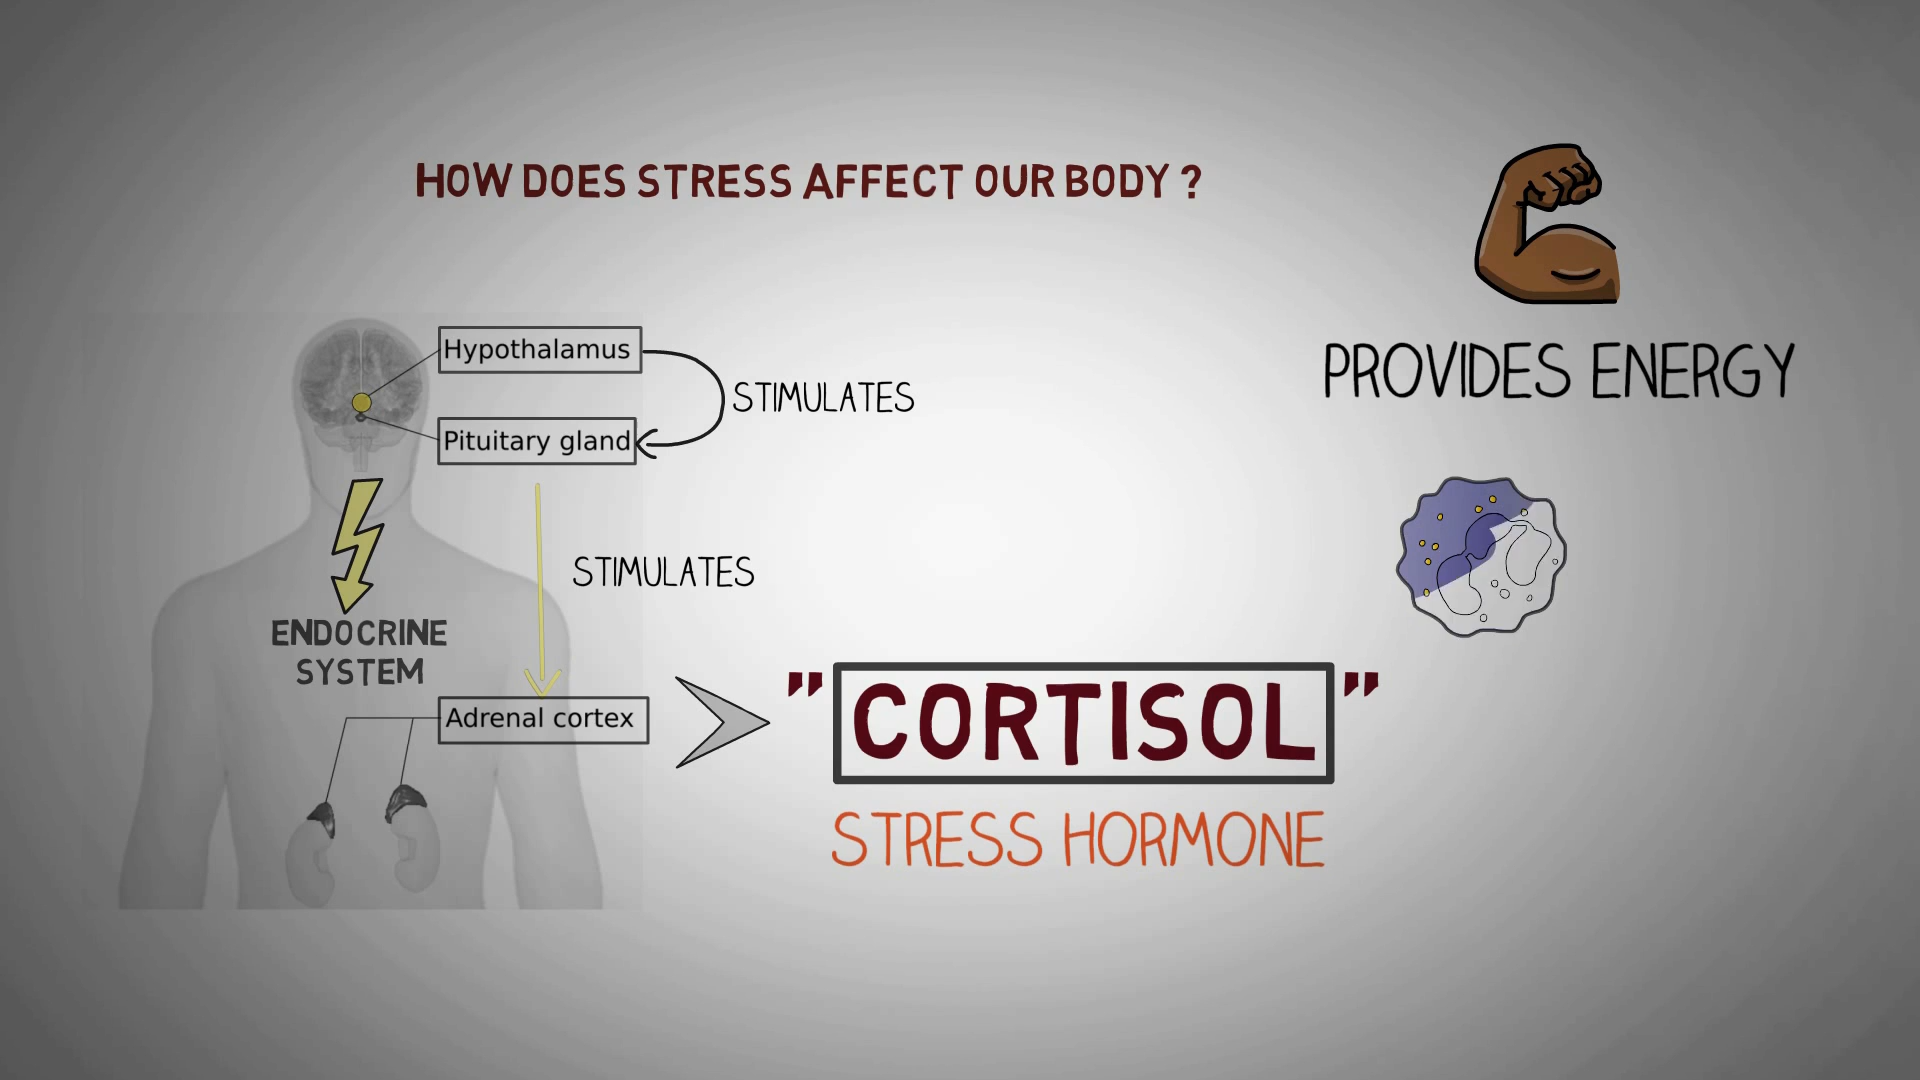 HOW DOES STRESS AFFECT OUR BODY ?
Hypothalamus
STIMULATES
Pituitary gland
STIMULATES
ENDOCRINE
SYSTEM
Adrenal cortex
"CORTISOL"
STRESS HORMONE
PROVIDES ENERGY